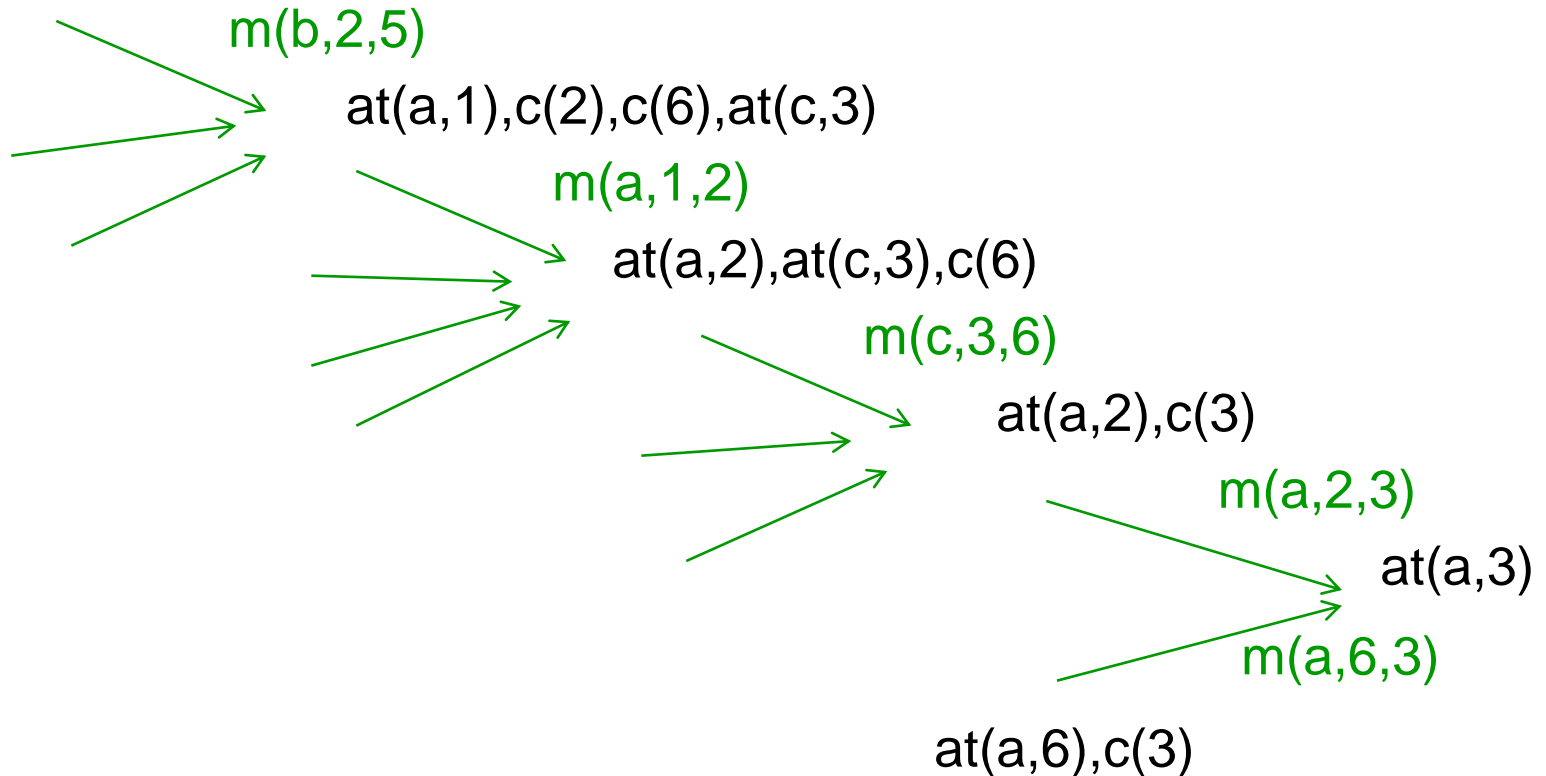 m(b,2,5)
at(a,1),c(2),c(6),at(c,3)
m(a,1,2)
at(a,2),at(c,3),c(6)
m(c,3,6)
at(a,2),c(3)
m(a,2,3)
at(a,3)
m(a,6,3)
at(a,6),c(3)